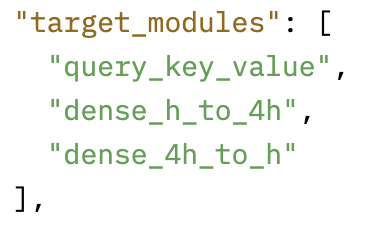 "target_modules": [
"query_key_value",
"dense_h_to_4h",
"dense_4h_to_h"
],